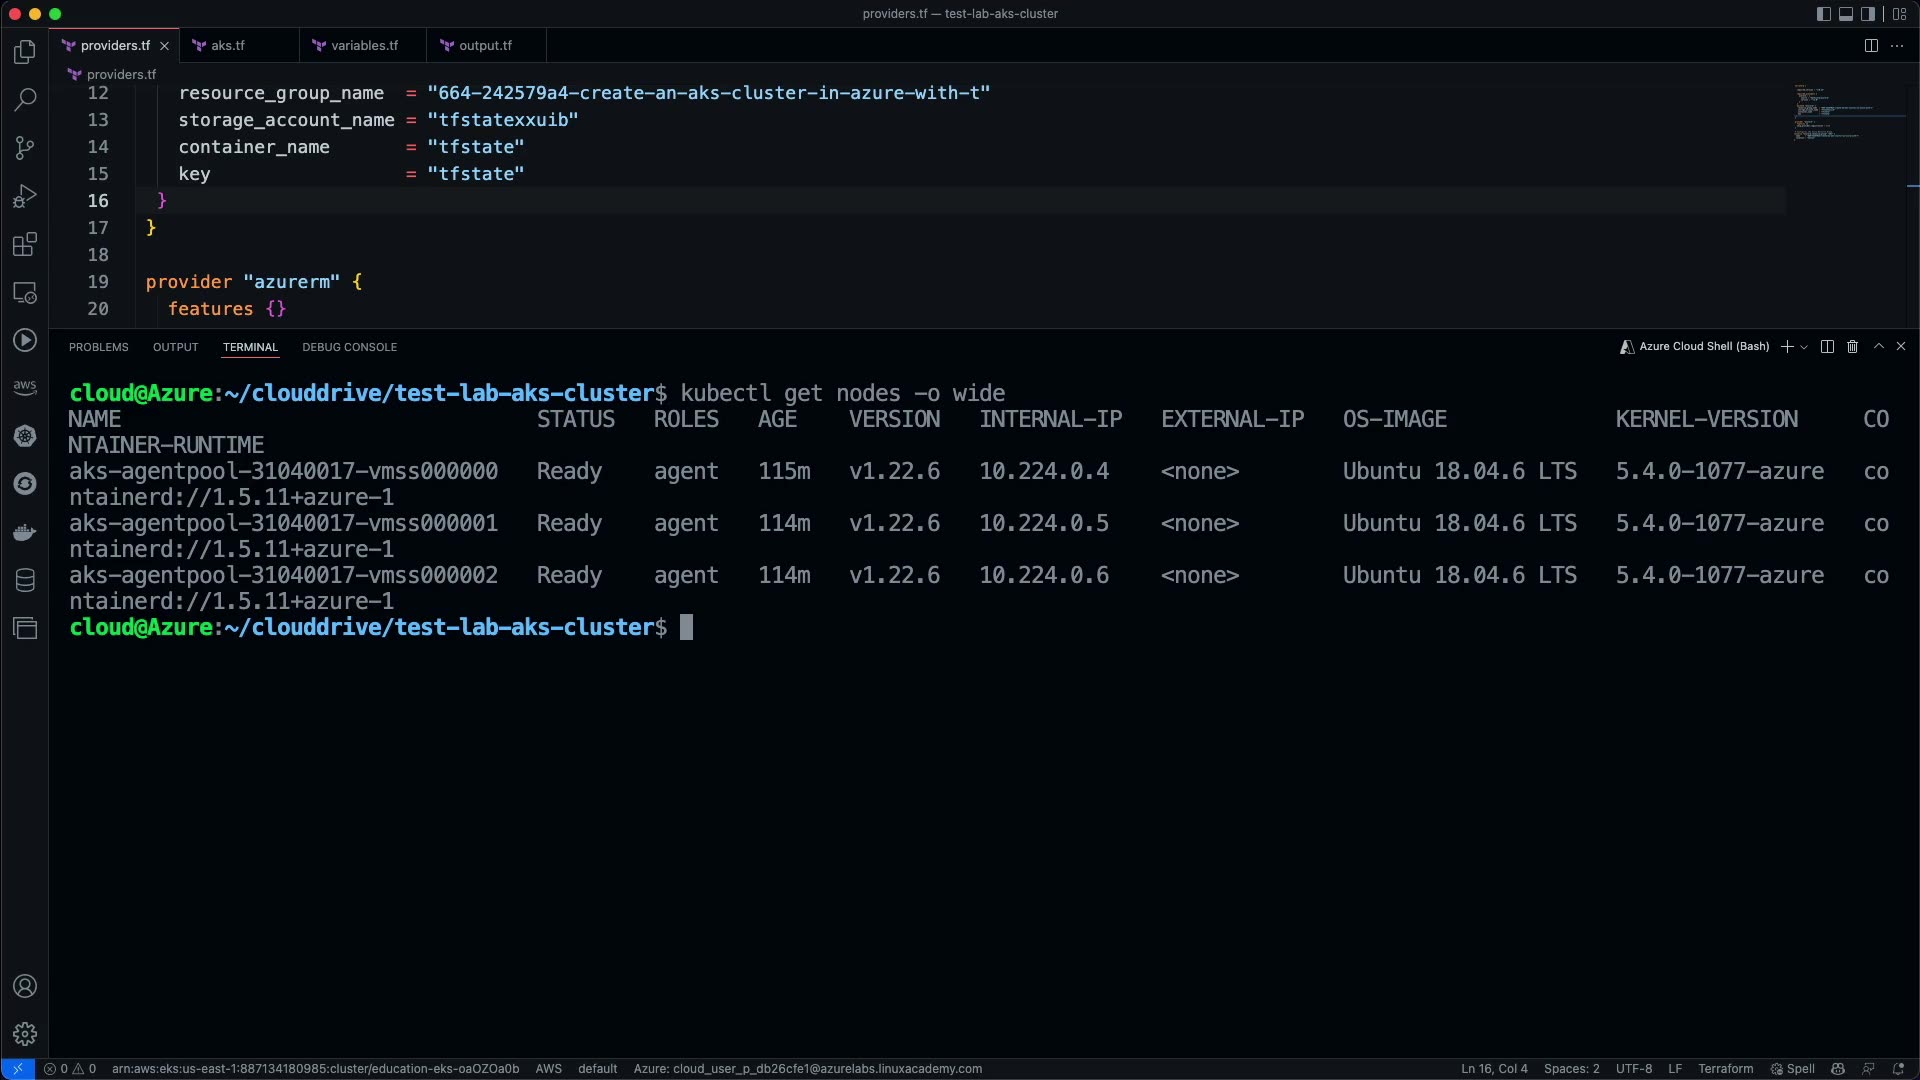 providers.tf — test-lab-aks-cluster
providers.tf
aks.tf
variables.tf
output.tf
providers.tf
12 resource_group_name = "664-242579a4-create-an-aks-cluster-in-azure-with-t"
13 storage_account_name = "tfstatexxuib"
14 container_name = "tfstate"
15 key = "tfstate"
16 }
17 }
18
19 provider "azurerm" {
20 features {}
PROBLEMS OUTPUT TERMINAL DEBUG CONSOLE
Azure Cloud Shell (Bash)
cloud@Azure:~/clouddrive/test-lab-aks-cluster$ kubectl get nodes -o wide
NAME STATUS ROLES AGE VERSION INTERNAL-IP EXTERNAL-IP OS-IMAGE KERNEL-VERSION CO
NTAINER-RUNTIME
aks-agentpool-31040017-vmss000000 Ready agent 115m v1.22.6 10.224.0.4 <none> Ubuntu 18.04.6 LTS 5.4.0-1077-azure co
ntainerd://1.5.11+azure-1
aks-agentpool-31040017-vmss000001 Ready agent 114m v1.22.6 10.224.0.5 <none> Ubuntu 18.04.6 LTS 5.4.0-1077-azure co
ntainerd://1.5.11+azure-1
aks-agentpool-31040017-vmss000002 Ready agent 114m v1.22.6 10.224.0.6 <none> Ubuntu 18.04.6 LTS 5.4.0-1077-azure co
ntainerd://1.5.11+azure-1
cloud@Azure:~/clouddrive/test-lab-aks-cluster$
aws
0 0 arn:aws:eks:us-east-1:887134180985:cluster/education-eks-oaOZOa0b AWS default Azure: cloud_user_p_db26cfe1@azurelabs.linuxacademy.com Ln 16, Col 4 Spaces: 2 UTF-8 LF Terraform Spell